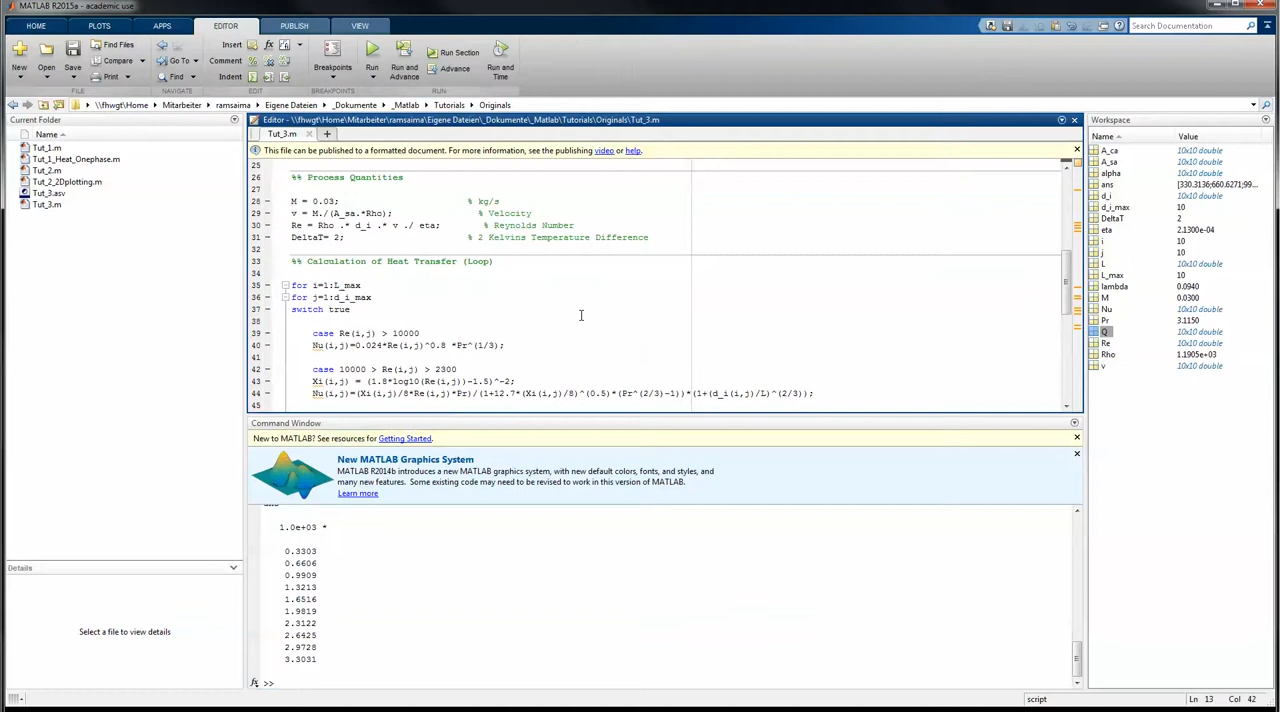 MATLAB R2015a - academic use
HOME PLOTS APPS EDITOR PUBLISH VIEW
Search Documentation
New Open Save Find Files Compare Print
Insert fx Comment Indent
Go To Find
Breakpoints Run Run and Advance Run Section Advance Run and Time
FILE NAVIGATE EDIT BREAKPOINTS RUN
\\fhwgt\Home Mitarbeiter ramsaima Eigene Dateien _Dokumente _Matlab Tutorials Originals
Current Folder
Name
Tut_1.m
Tut_1_Heat_Onephase.m
Tut_2.m
Tut_2_2Dplotting.m
Tut_3.asv
Tut_3.m
Details
Select a file to view details
Editor - \\fhwgt\Home\Mitarbeiter\ramsaima\Eigene Dateien\_Dokumente\_Matlab\Tutorials\Originals\Tut_3.m
Tut_3.m
This file can be published to a formatted document. For more information, see the publishing video or help.
25
26 %% Process Quantities
27
28 M = 0.03; % kg/s
29 v = M./(A_sa.*Rho); % Velocity
30 Re = Rho .* d_i .* v ./ eta; % Reynolds Number
31 DeltaT= 2; % 2 Kelvins Temperature Difference
32
33 %% Calculation of Heat Transfer (Loop)
34
35 for i=1:L_max
36 for j=1:d_i_max
37 switch true
38
39 case Re(i,j) > 10000
40 Nu(i,j)=0.024*Re(i,j)^0.8 *Pr^(1/3);
41
42 case 10000 > Re(i,j) > 2300
43 Xi(i,j) = (1.8*log10(Re(i,j))-1.5)^-2;
44 Nu(i,j)=(Xi(i,j)/8*Re(i,j)*Pr)/(1+12.7*(Xi(i,j)/8)^(0.5)*(Pr^(2/3)-1))*(1+(d_i(i,j)/L)^(2/3));
45
Command Window
New to MATLAB? See resources for Getting Started.
New MATLAB Graphics System
MATLAB R2014b introduces a new MATLAB graphics system, with new default colors, fonts, and styles, and
many new features. Some existing code may need to be revised to work in this version of MATLAB.
Learn more
1.0e+03 *
0.3303
0.6606
0.9909
1.3213
1.6516
1.9819
2.3122
2.6425
2.9728
3.3031
fx >>
Workspace
Name Value
A_ca 10x10 double
A_sa 10x10 double
alpha 10x10 double
ans [330.3136;660.6271;99...
d_i 10x10 double
d_i_max 10
DeltaT 2
eta 2.1300e-04
i 10
j 10
L 10x10 double
L_max 10
lambda 0.0940
M 0.0300
Nu 10x10 double
Pr 3.1150
Q 10x10 double
Re 10x10 double
Rho 1.1905e+03
v 10x10 double
script Ln 13 Col 42